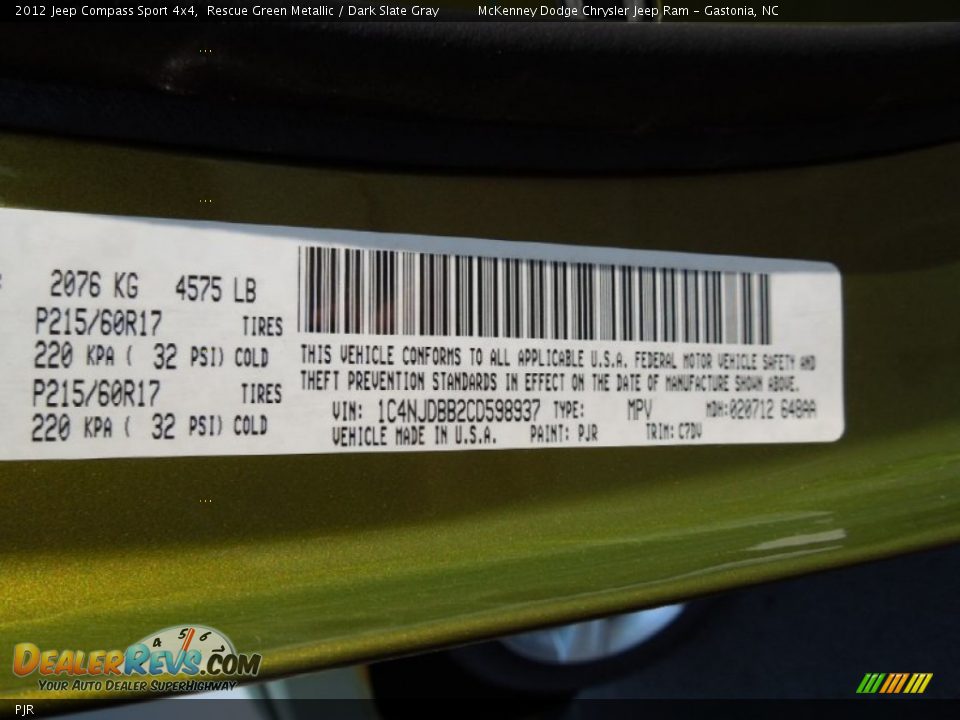 2012 Jeep Compass Sport 4x4, Rescue Green Metallic / Dark Slate Gray McKenney Dodge Chrysler Jeep Ram - Gastonia, NC
2076 KG 4575 LB
P215/60R17 TIRES
220 KPA ( 32 PSI) COLD
P215/60R17 TIRES
220 KPA ( 32 PSI) COLD
THIS VEHICLE CONFORMS TO ALL APPLICABLE U.S.A. FEDERAL MOTOR VEHICLE SAFETY AND
THEFT PREVENTION STANDARDS IN EFFECT ON THE DATE OF MANUFACTURE SHOWN ABOVE.
VIN: 1C4NJDBB2CD598937 TYPE: MPV MDH:020712 648AA
VEHICLE MADE IN U.S.A. PAINT: PJR TRIM: C7DV
4 5 6
DEALERREVS.COM
YOUR AUTO DEALER SUPERHIGHWAY
PJR